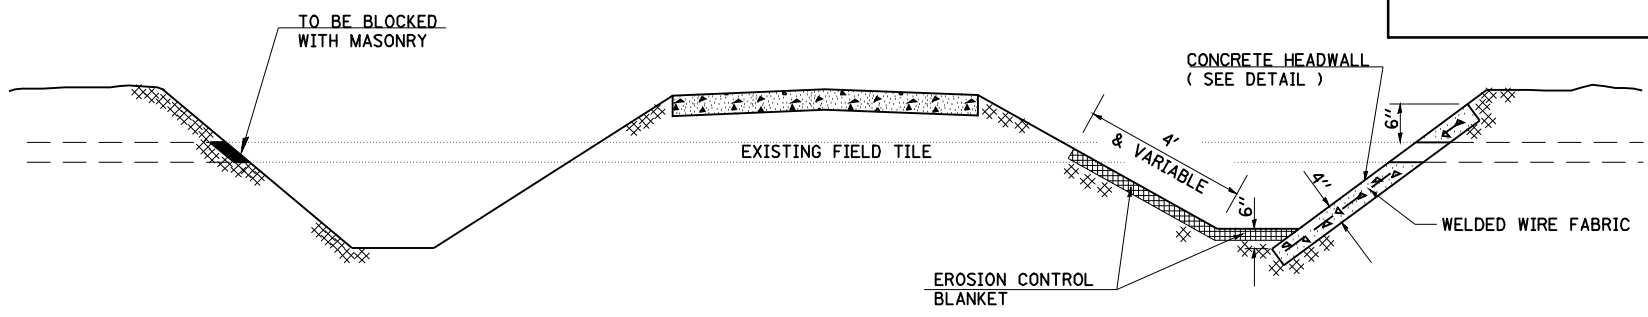 TO BE BLOCKED
WITH MASONRY
CONCRETE HEADWALL
( SEE DETAIL )
6"
4'
& VARIABLE
EXISTING FIELD TILE
4"
6"
WELDED WIRE FABRIC
EROSION CONTROL
BLANKET